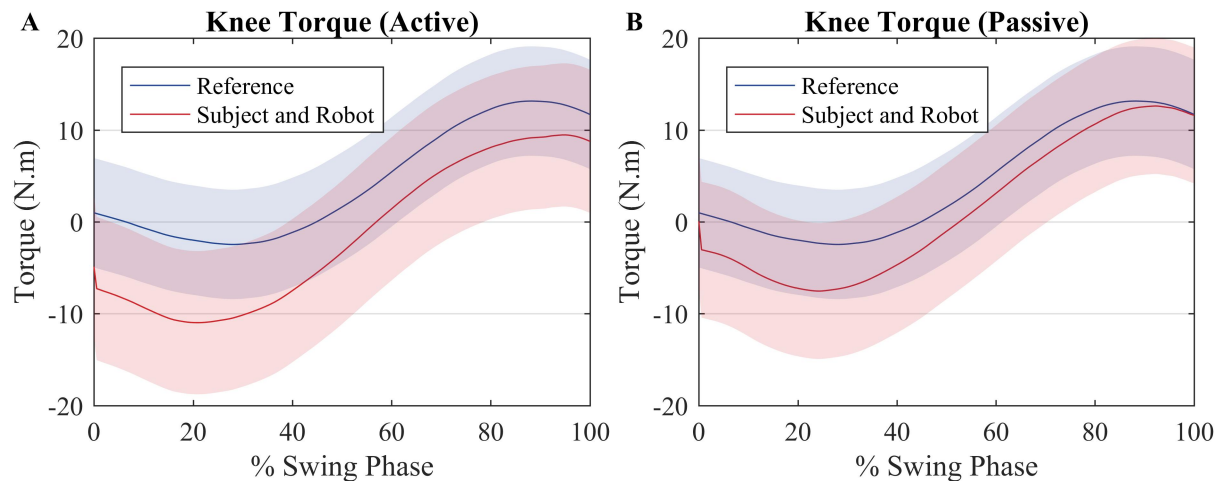 A
Knee Torque (Active)
20
10
0
-10
-20
Torque (N.m)
Reference
Subject and Robot
0 20 40 60 80 100
% Swing Phase
B
Knee Torque (Passive)
20
10
0
-10
-20
Torque (N.m)
Reference
Subject and Robot
0 20 40 60 80 100
% Swing Phase